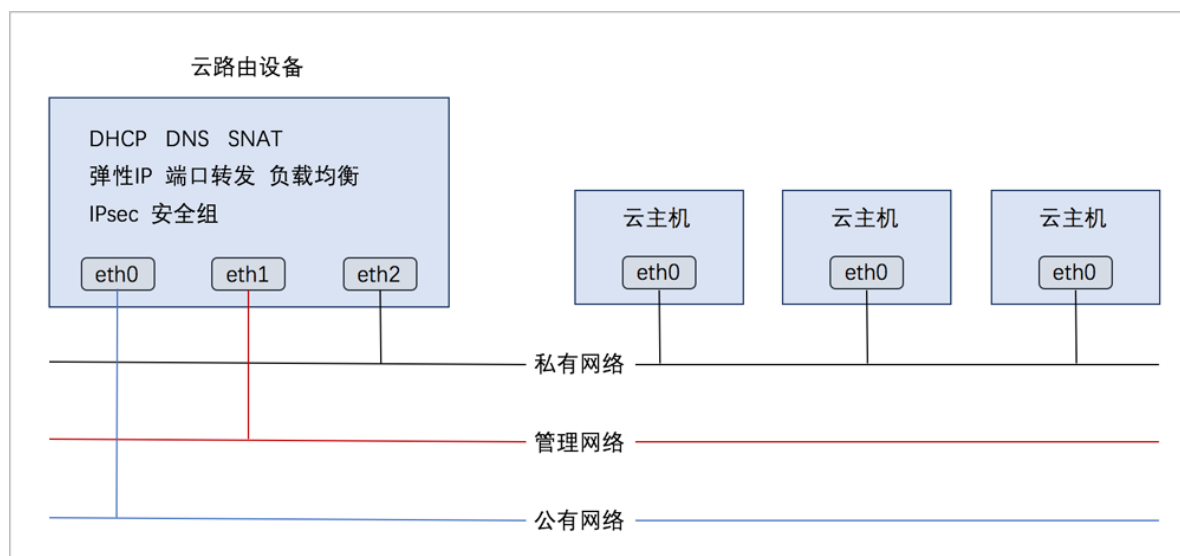 云路由设备
DHCP DNS SNAT
弹性IP 端口转发 负载均衡
IPsec 安全组
eth0 eth1 eth2
云主机 云主机 云主机
eth0 eth0 eth0
私有网络
管理网络
公有网络